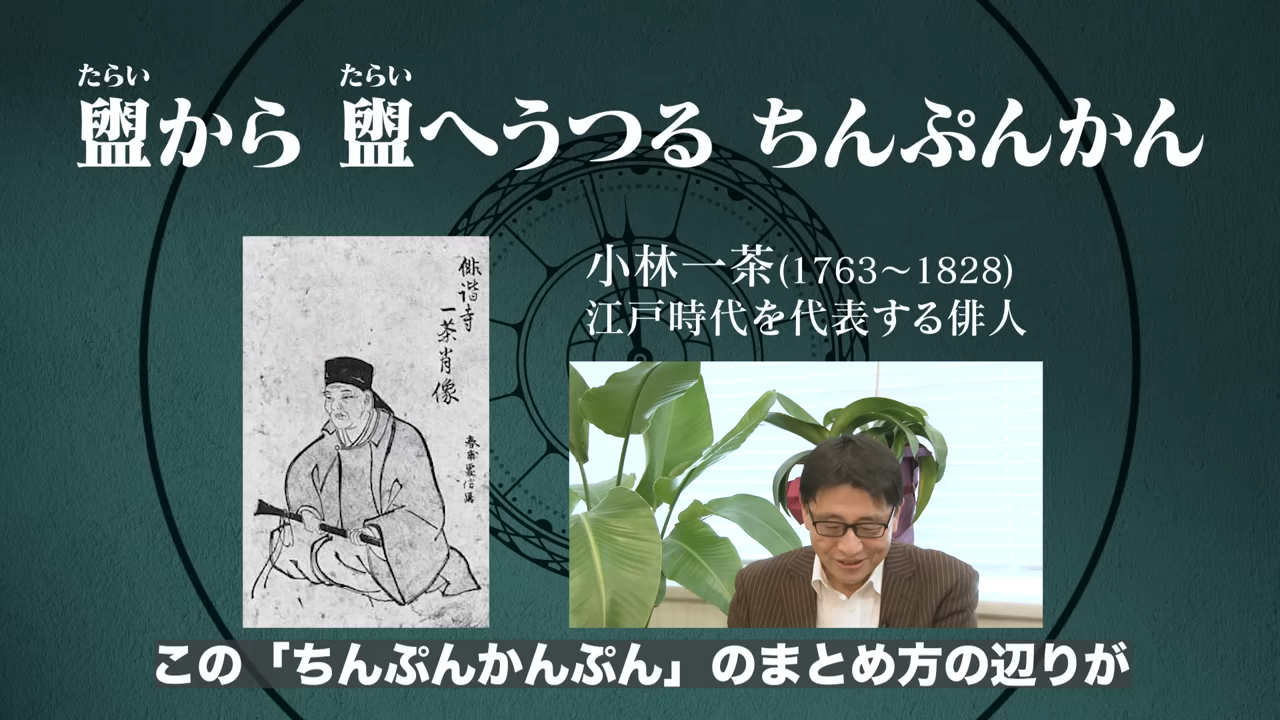 たらい たらい
盥から 盥へうつる ちんぷんかん
俳諧寺
一茶肖像
小林一茶(1763〜1828)
江戸時代を代表する俳人
この「ちんぷんかんぷん」のまとめ方の辺りが